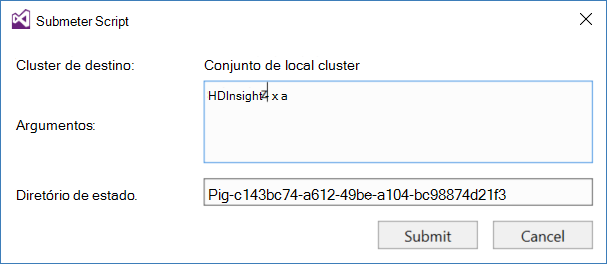 Submeter Script
Cluster de destino: Conjunto de local cluster
HDInsight x a
Argumentos:
Diretório de estado. Pig-c143bc74-a612-49be-a104-bc98874d21f3
Submit Cancel